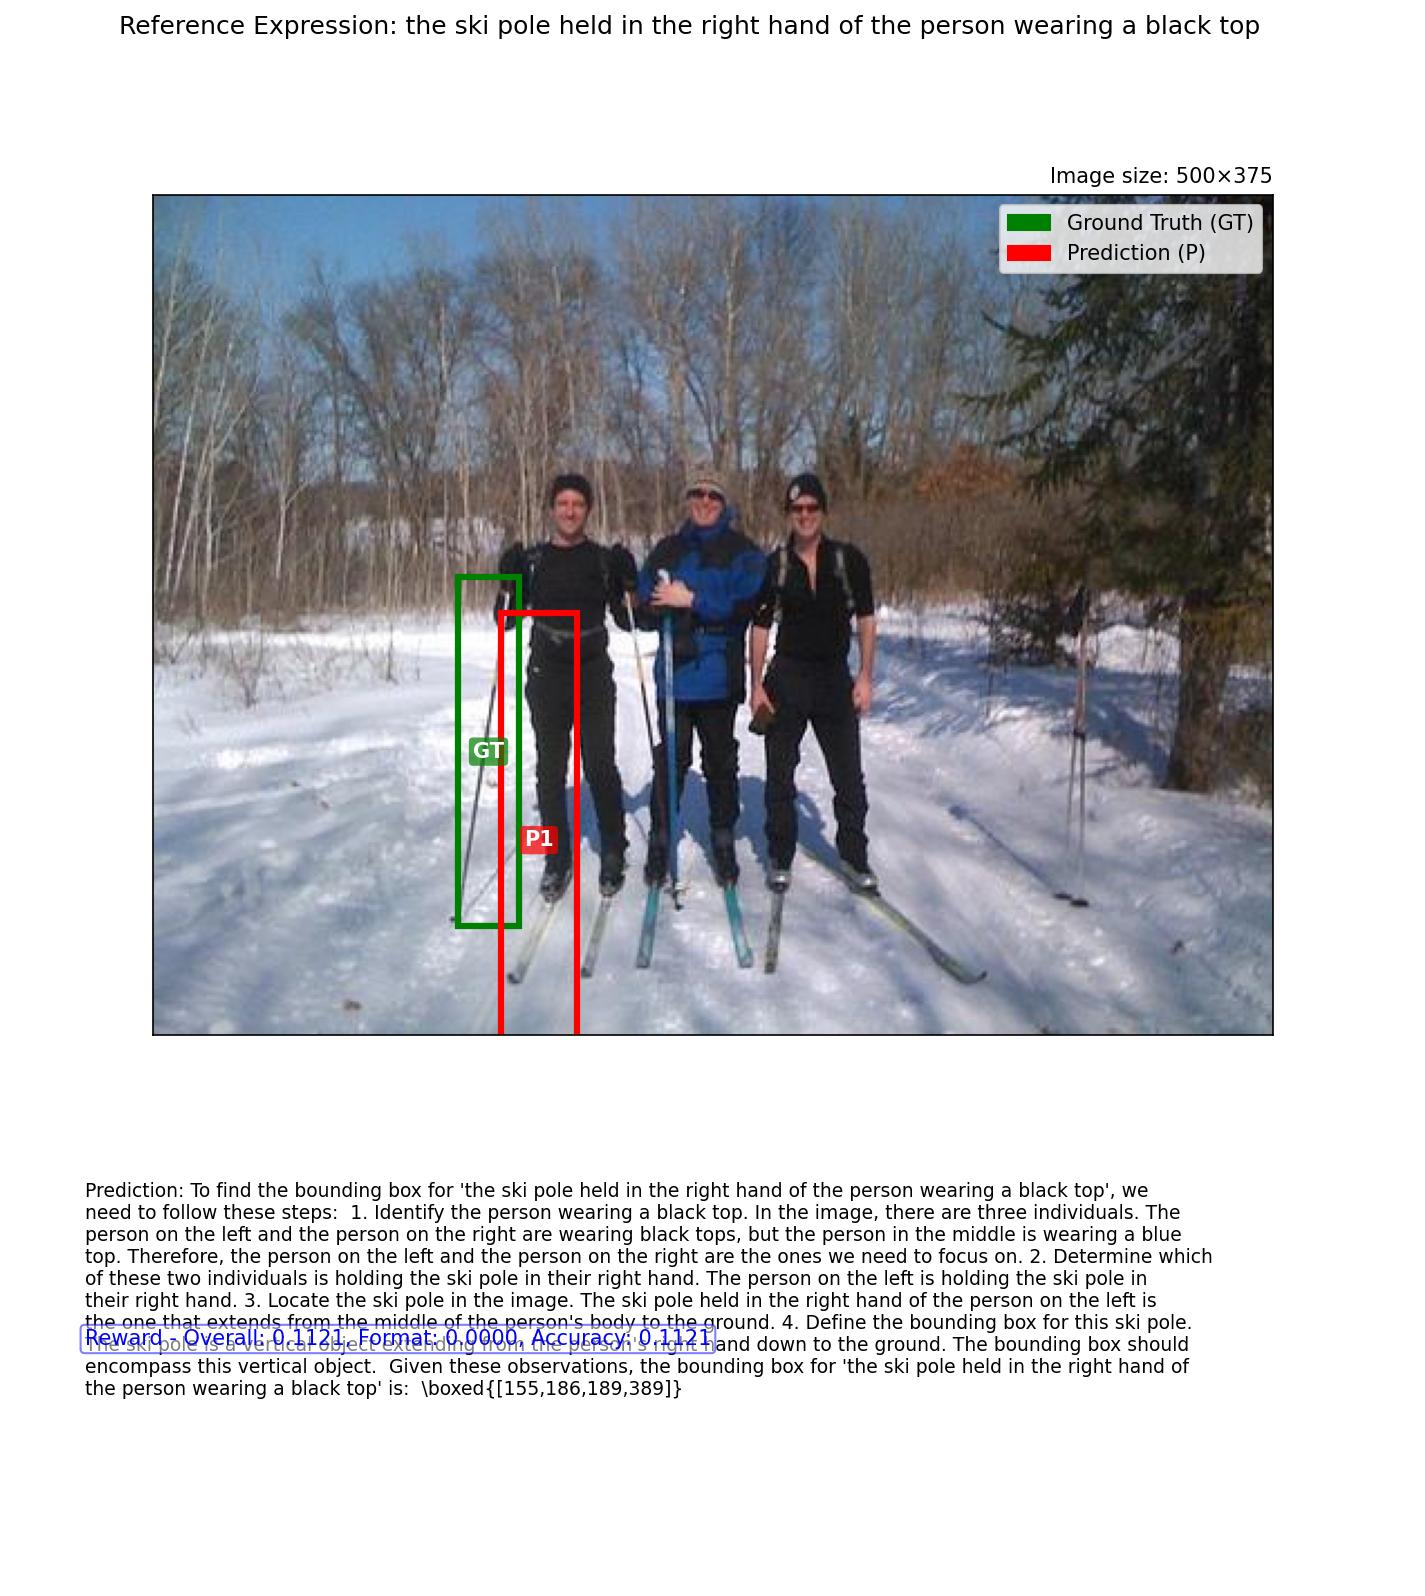 Reference Expression: the ski pole held in the right hand of the person wearing a black top
Image size: 500×375
Ground Truth (GT)
Prediction (P)
GT
P1
Prediction: To find the bounding box for 'the ski pole held in the right hand of the person wearing a black top', we
need to follow these steps:  1. Identify the person wearing a black top. In the image, there are three individuals. The
person on the left and the person on the right are wearing black tops, but the person in the middle is wearing a blue
top. Therefore, the person on the left and the person on the right are the ones we need to focus on. 2. Determine which
of these two individuals is holding the ski pole in their right hand. The person on the left is holding the ski pole in
their right hand. 3. Locate the ski pole in the image. The ski pole held in the right hand of the person on the left is
the one that extends from the middle of the person's body to the ground. 4. Define the bounding box for this ski pole.
Reward - Overall: 0.1121, Format: 0.0000, Accuracy: 0.1121
The ski pole is a vertical object extending from the person's right hand down to the ground. The bounding box should
encompass this vertical object.  Given these observations, the bounding box for 'the ski pole held in the right hand of
the person wearing a black top' is:  \boxed{[155,186,189,389]}